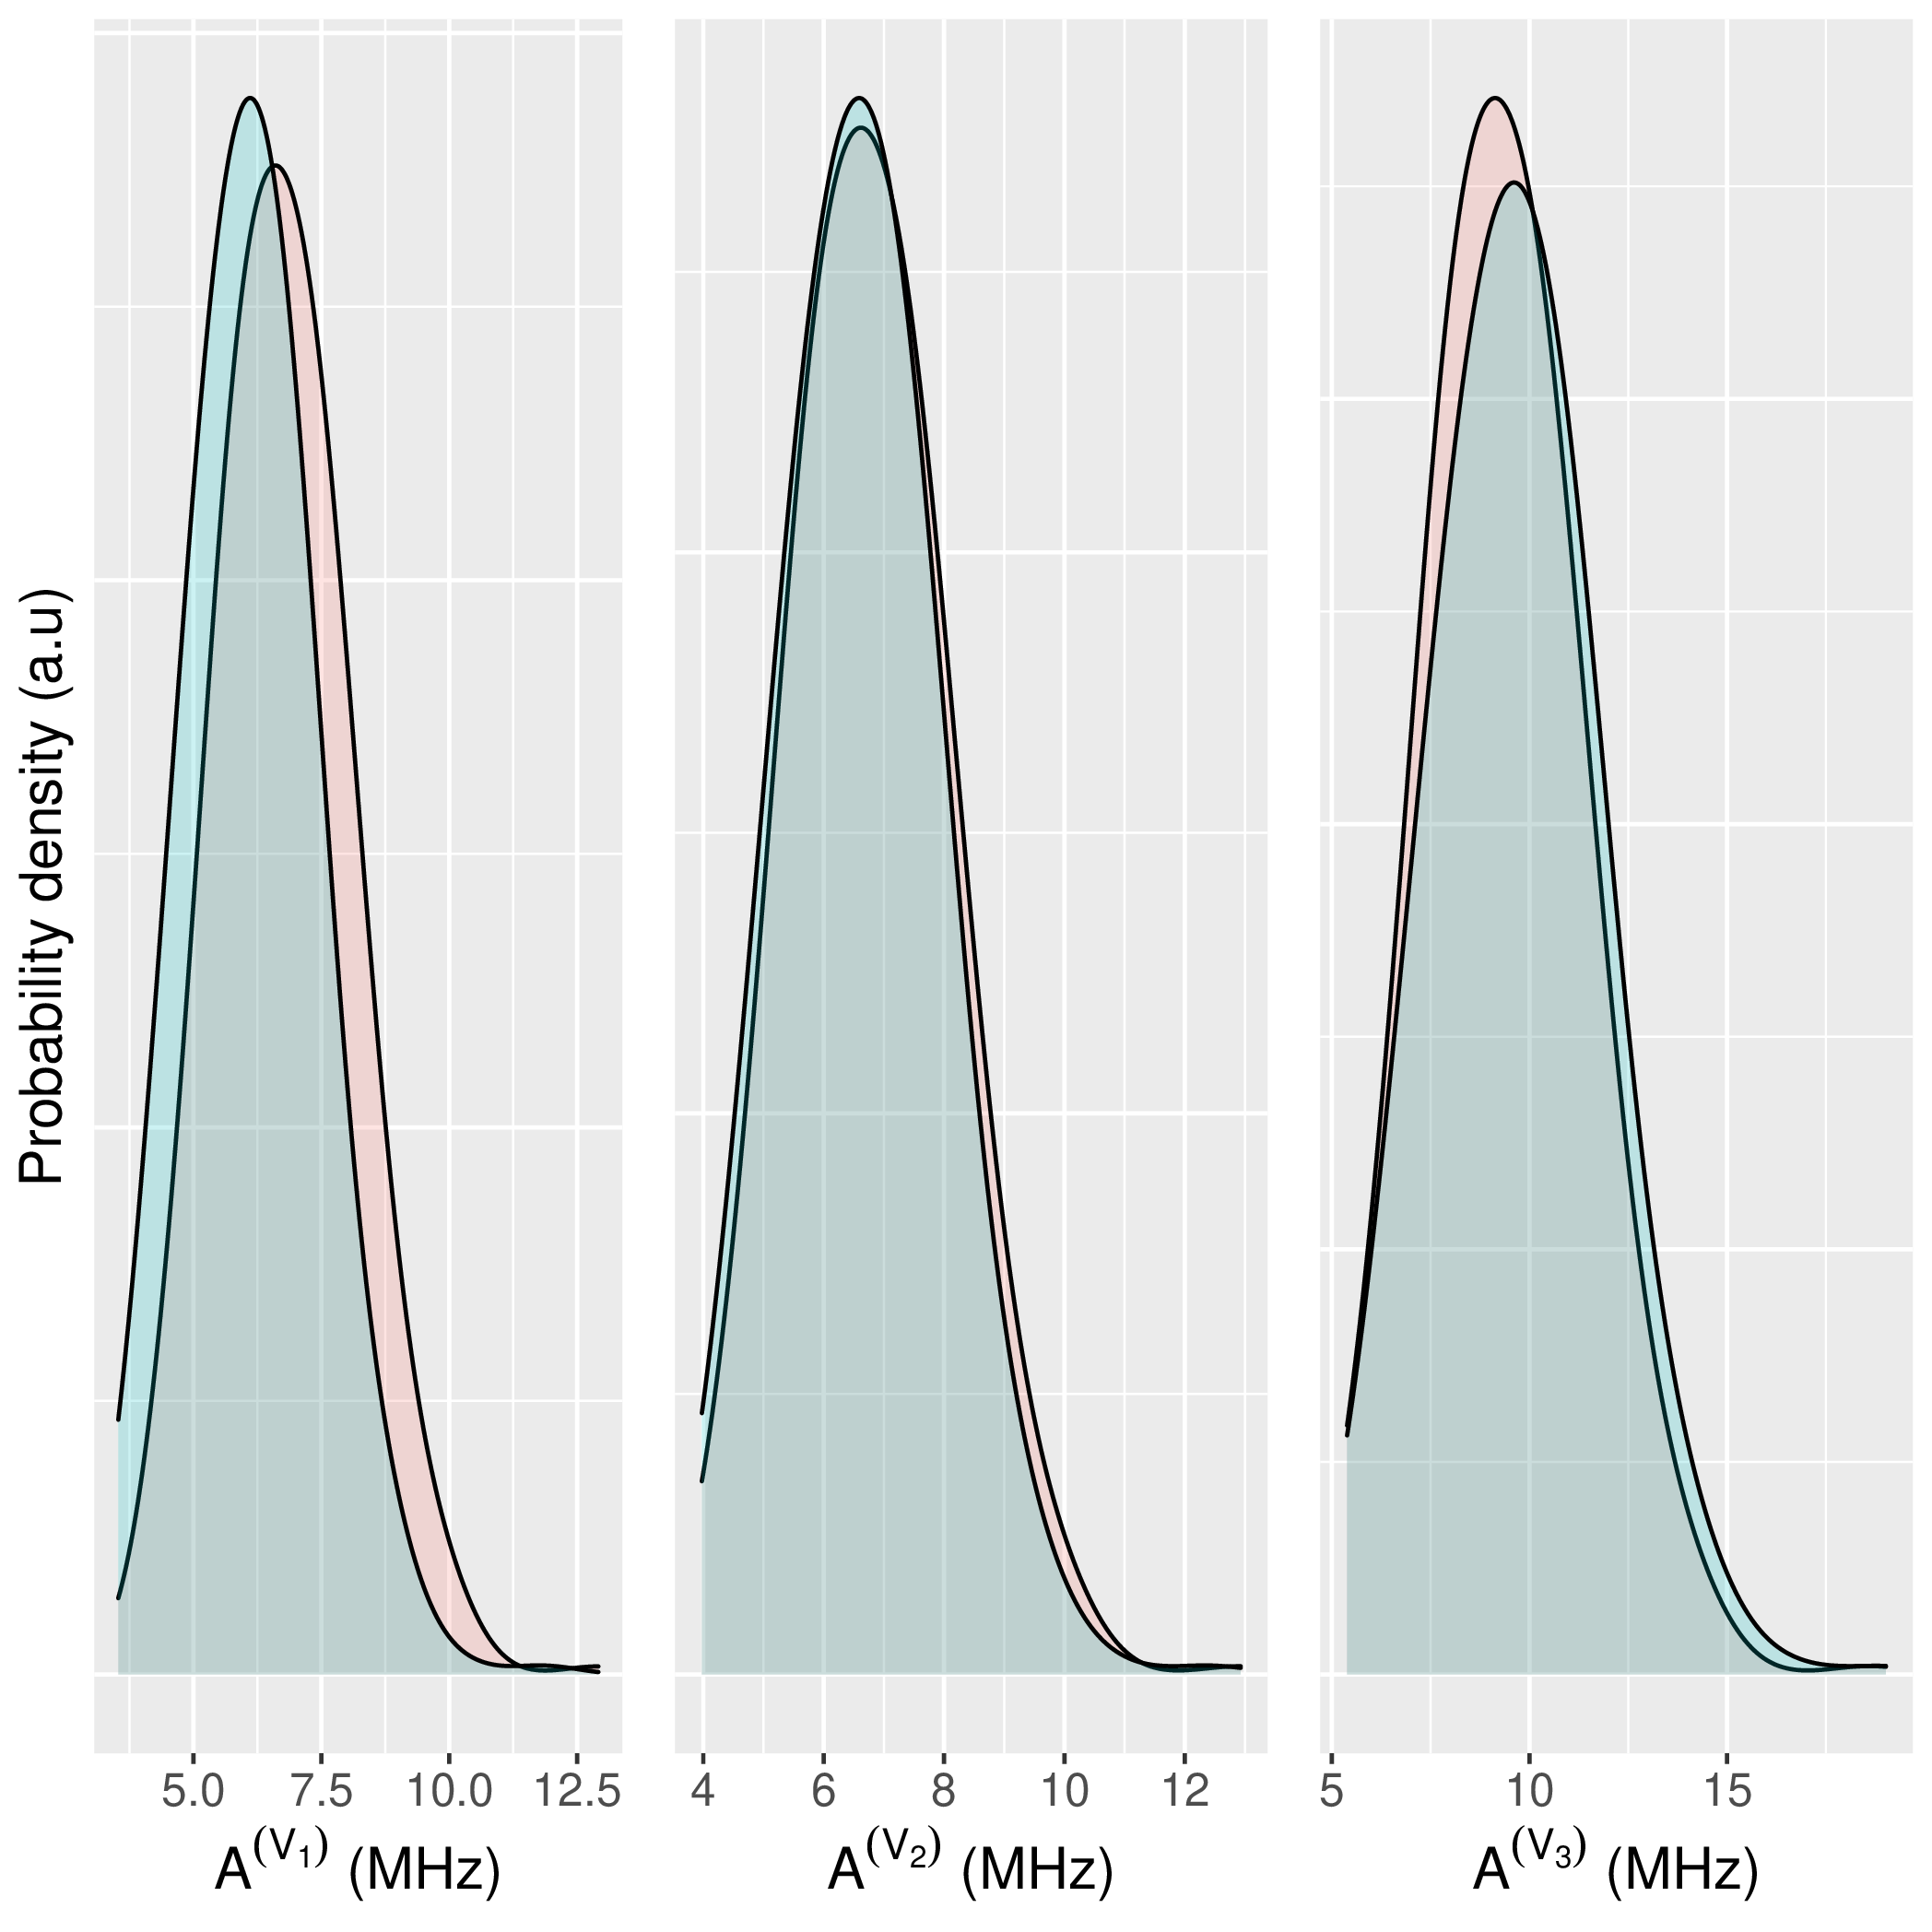 Probability density (a.u)
5.0 7.5 10.0 12.5
4 6 8 10 12
5 10 15
A^(V₁) (MHz)
A^(V₂) (MHz)
A^(V₃) (MHz)